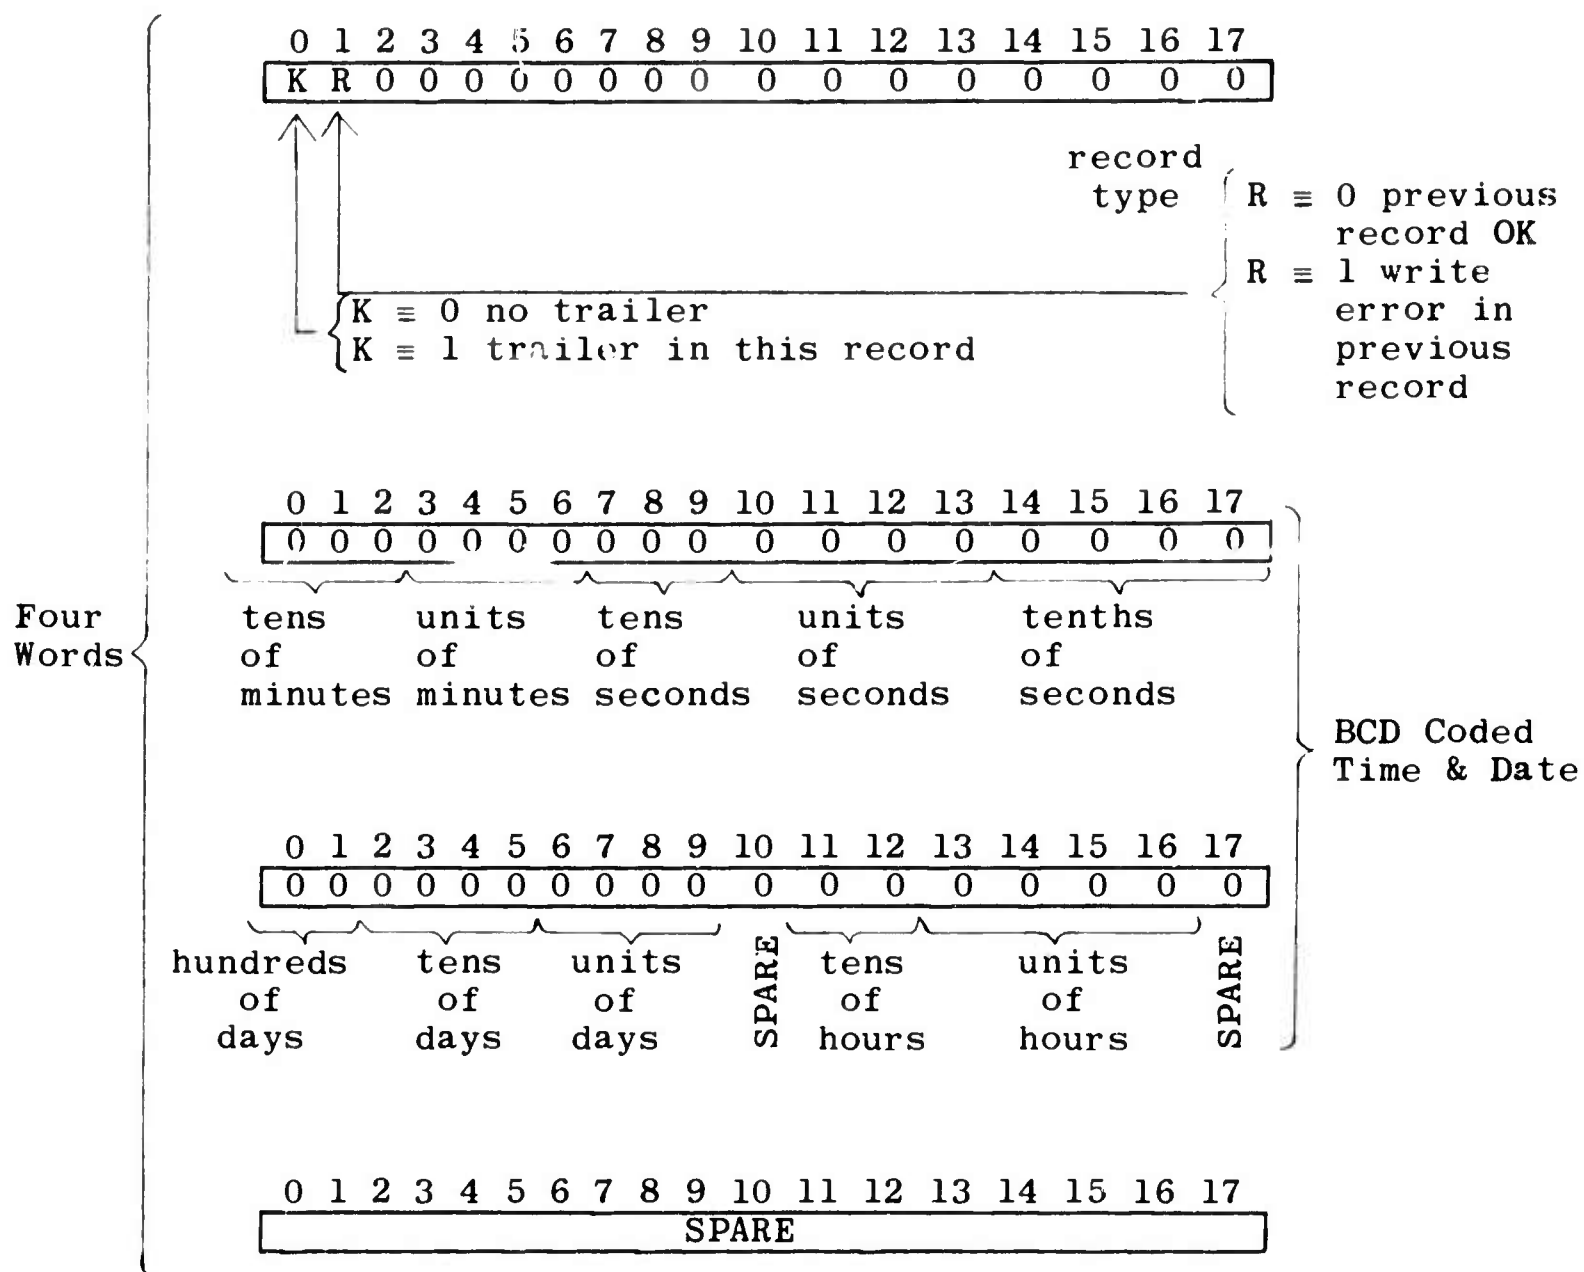 0 1 2 3 4 5 6 7 8 9 10 11 12 13 14 15 16 17
K R 0 0 0 0 0 0 0 0 0 0 0 0 0 0 0 0
record
type
R ≡ 0 previous
record OK
R ≡ 1 write
error in
previous
record
K ≡ 0 no trailer
K ≡ 1 trailer in this record
0 1 2 3 4 5 6 7 8 9 10 11 12 13 14 15 16 17
0 0 0 0 0 0 0 0 0 0 0 0 0 0 0 0 0 0
Four
Words
tens
of
minutes
units
of
minutes
tens
of
seconds
units
of
seconds
tenths
of
seconds
BCD Coded
Time & Date
0 1 2 3 4 5 6 7 8 9 10 11 12 13 14 15 16 17
0 0 0 0 0 0 0 0 0 0 0 0 0 0 0 0 0 0
hundreds
of
days
tens
of
days
units
of
days
SPARE
tens
of
hours
units
of
hours
SPARE
0 1 2 3 4 5 6 7 8 9 10 11 12 13 14 15 16 17
SPARE